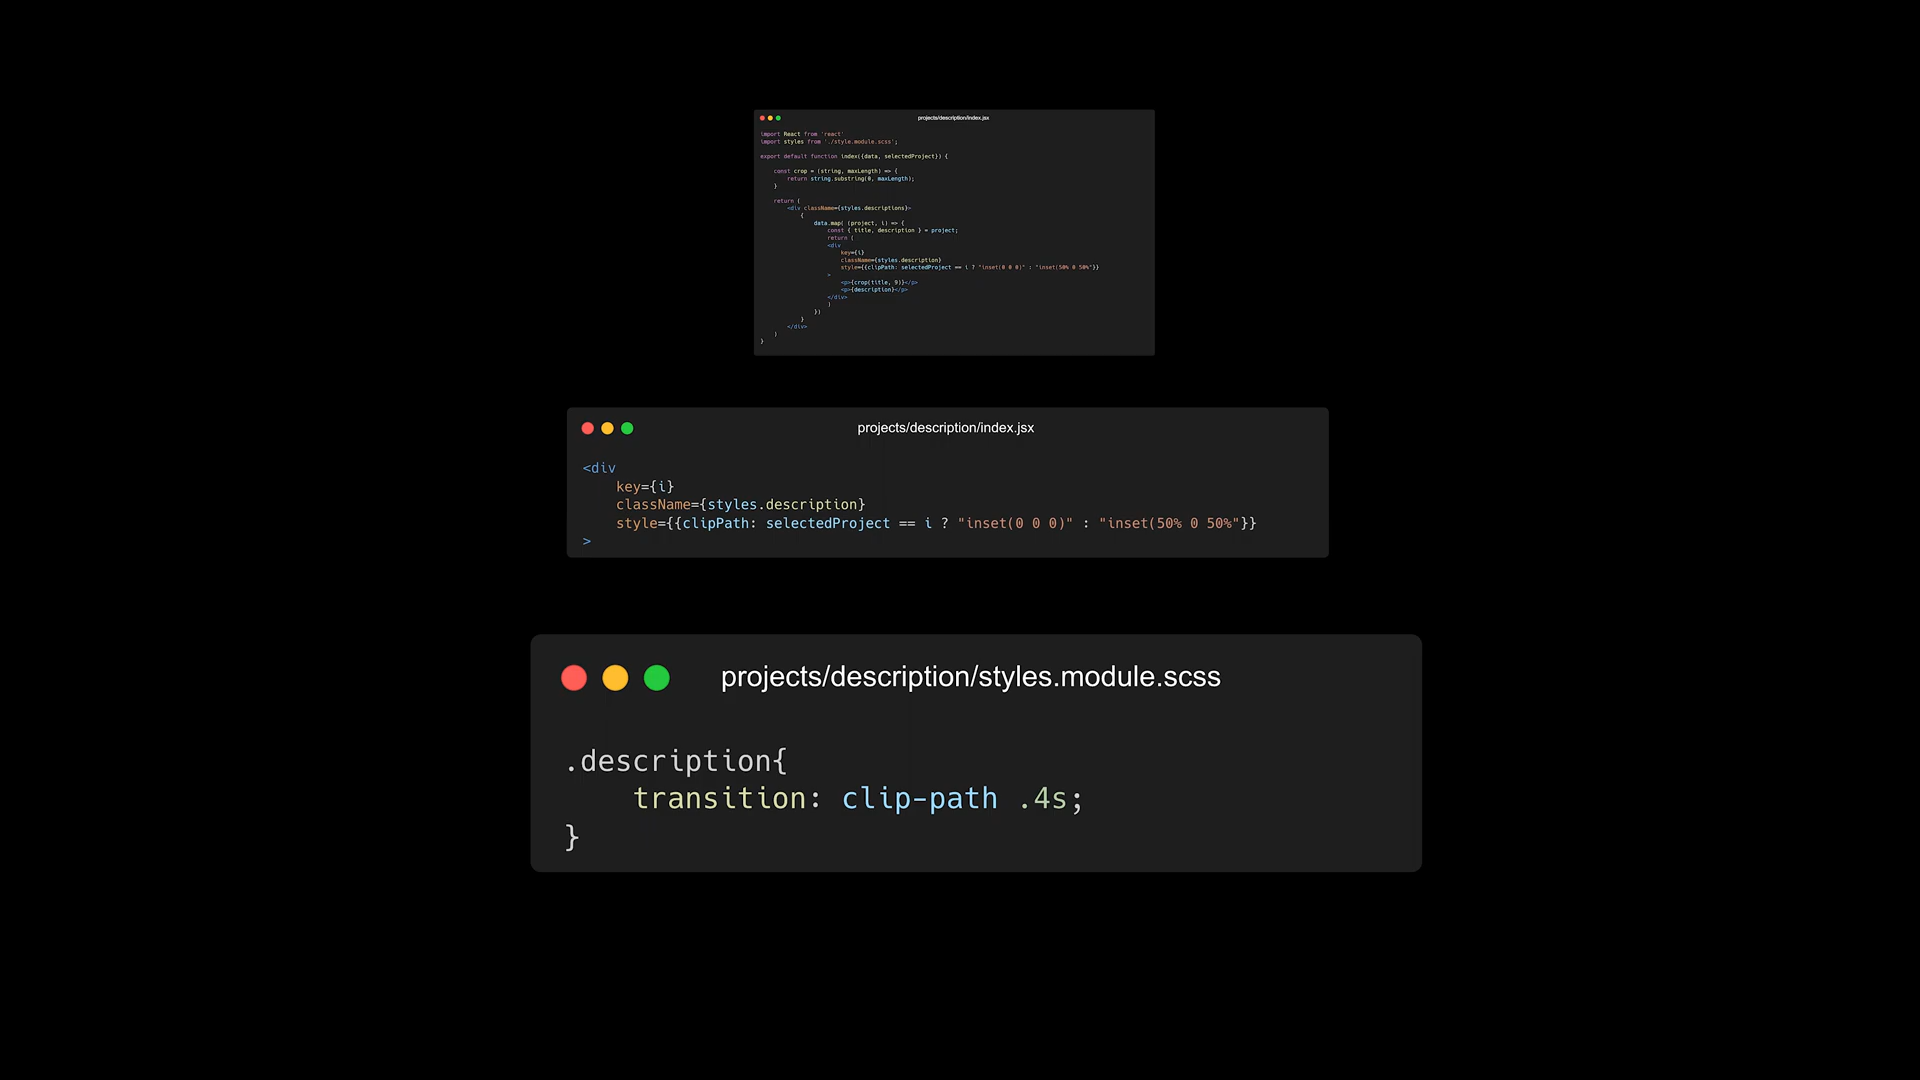 projects/description/index.jsx
import React from 'react'
import styles from './style.module.scss';
export default function index({data, selectedProject}) {
const crop = (string, maxLength) => {
return string.substring(0, maxLength);
}
return (
<div className={styles.descriptions}>
{
data.map( (project, i) => {
const { title, description } = project;
return (
<div
key={i}
className={styles.description}
style={{clipPath: selectedProject == i ? "inset(0 0 0)" : "inset(50% 0 50%"}}
>
<p>{crop(title, 9)}</p>
<p>{description}</p>
</div>
)
})
}
</div>
)
}
projects/description/index.jsx
<div
key={i}
className={styles.description}
style={{clipPath: selectedProject == i ? "inset(0 0 0)" : "inset(50% 0 50%"}}
>
projects/description/styles.module.scss
.description{
transition: clip-path .4s;
}